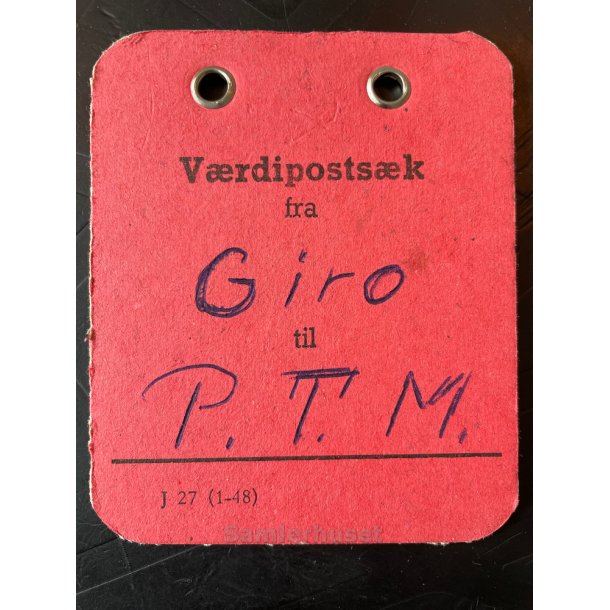 Værdipostsæk
fra
Giro
til
P. T. M.
J 27 (1-48)
Samlerhuset